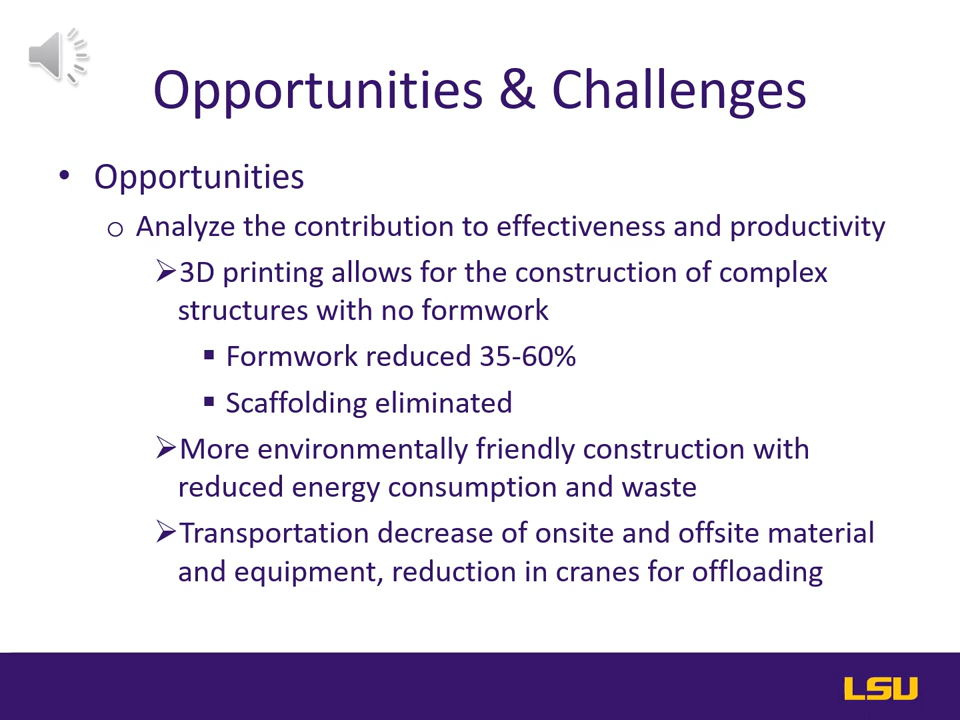 Opportunities & Challenges
• Opportunities
o Analyze the contribution to effectiveness and productivity
➢3D printing allows for the construction of complex
structures with no formwork
▪ Formwork reduced 35-60%
▪ Scaffolding eliminated
➢More environmentally friendly construction with
reduced energy consumption and waste
➢Transportation decrease of onsite and offsite material
and equipment, reduction in cranes for offloading
LSU